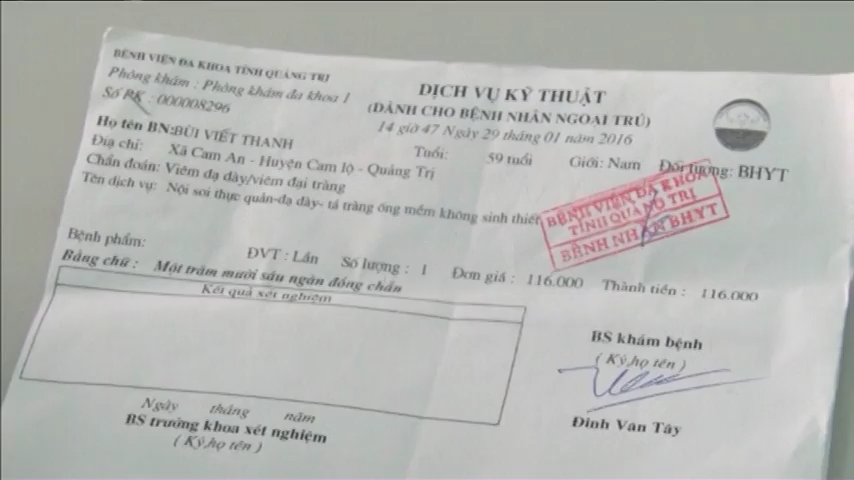 BỆNH VIỆN ĐA KHOA TỈNH QUẢNG TRỊ
Phòng khám : Phòng khám đa khoa 1
Số PK : 000008296
DỊCH VỤ KỸ THUẬT
(DÀNH CHO BỆNH NHÂN NGOẠI TRÚ)
14 giờ 47 Ngày 29 tháng 01 năm 2016
Họ tên BN:BÙI VIẾT THANH Tuổi: 59 tuổi Giới: Nam Đối tượng: BHYT
Địa chỉ: Xã Cam An - Huyện Cam lộ - Quảng Trị
Chẩn đoán: Viêm dạ dày/viêm đại tràng
Tên dịch vụ: Nội soi thực quản-dạ dày- tá tràng ống mềm không sinh thiết
BỆNH VIỆN ĐA KHOA
TỈNH QUẢNG TRỊ
BỆNH NHÂN BHYT
Bệnh phẩm: ĐVT : Lần Số lượng : 1 Đơn giá : 116.000 Thành tiền : 116.000
Bằng chữ : Một trăm mười sáu ngàn đồng chẵn
Kết quả xét nghiệm
BS khám bệnh
( Ký,họ tên )
Đinh Van Tây
Ngày tháng năm
BS trưởng khoa xét nghiệm
( Ký,họ tên )